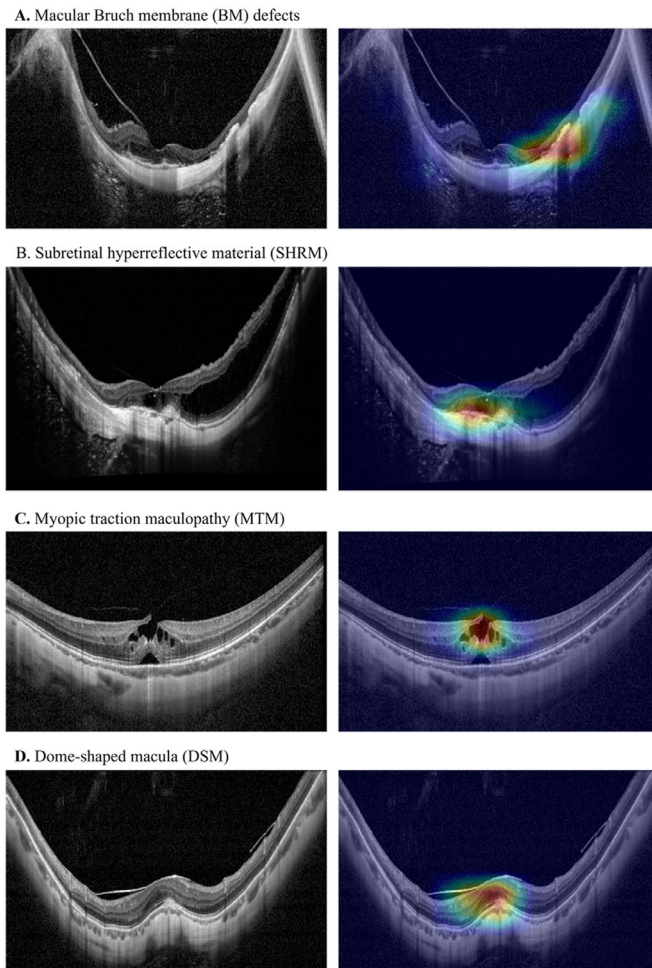 A. Macular Bruch membrane (BM) defects
B. Subretinal hyperreflective material (SHRM)
C. Myopic traction maculopathy (MTM)
D. Dome-shaped macula (DSM)